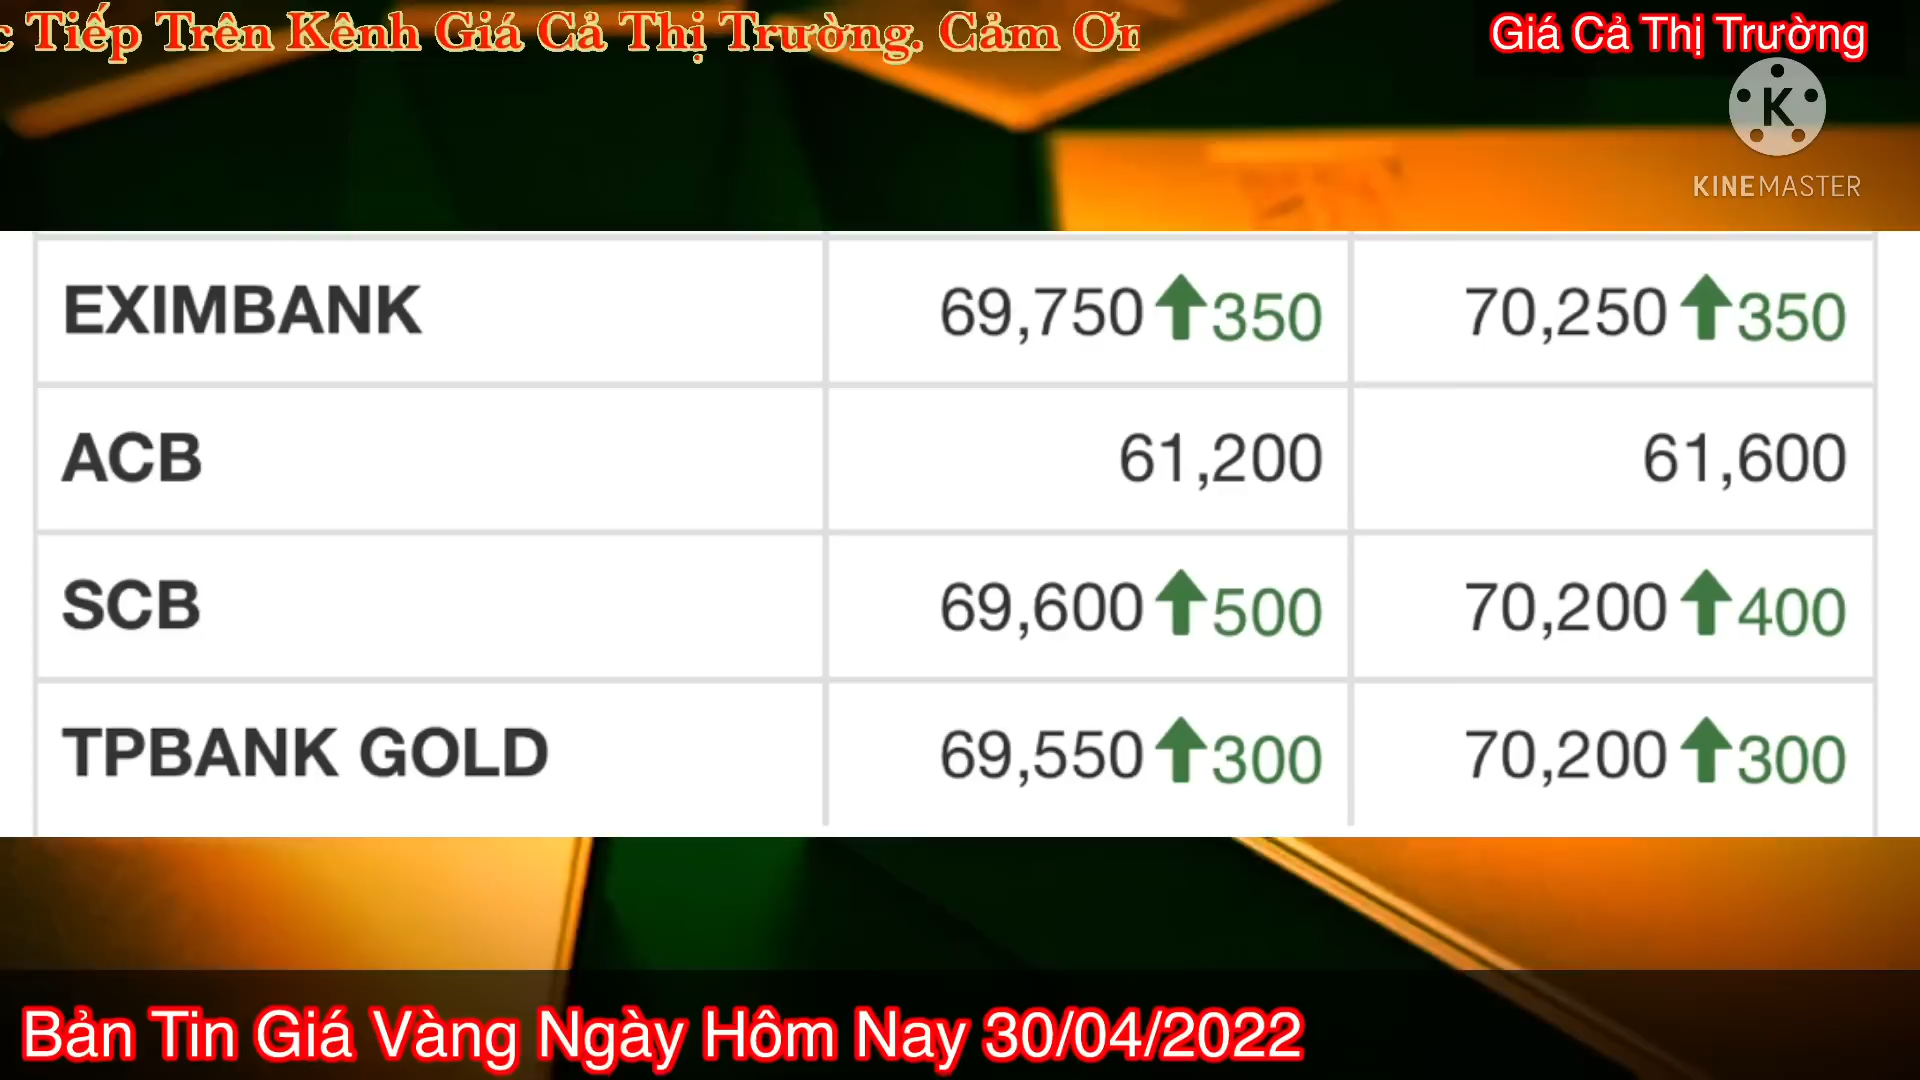 Tiếp Trên Kênh Giá Cả Thị Trường. Cảm Ơn
Giá Cả Thị Trường
K
KINEMASTER
EXIMBANK 69,750 350 70,250 350
ACB 61,200 61,600
SCB 69,600 500 70,200 400
TPBANK GOLD 69,550 300 70,200 300
Bản Tin Giá Vàng Ngày Hôm Nay 30/04/2022